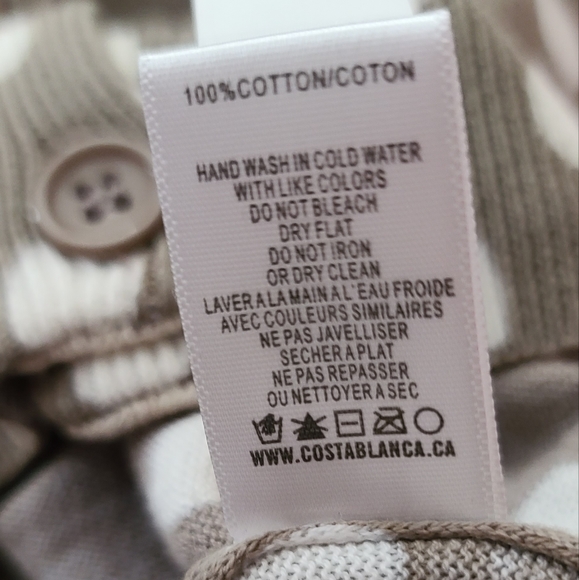 100%COTTON/COTON
HAND WASH IN COLD WATER
WITH LIKE COLORS
DO NOT BLEACH
DRY FLAT
DO NOT IRON
OR DRY CLEAN
LAVER A LA MAIN A L'EAU FROIDE
AVEC COULEURS SIMILAIRES
NE PAS JAVELLISER
SECHER A PLAT
NE PAS REPASSER
OU NETTOYER A SEC
WWW.COSTABLANCA.CA